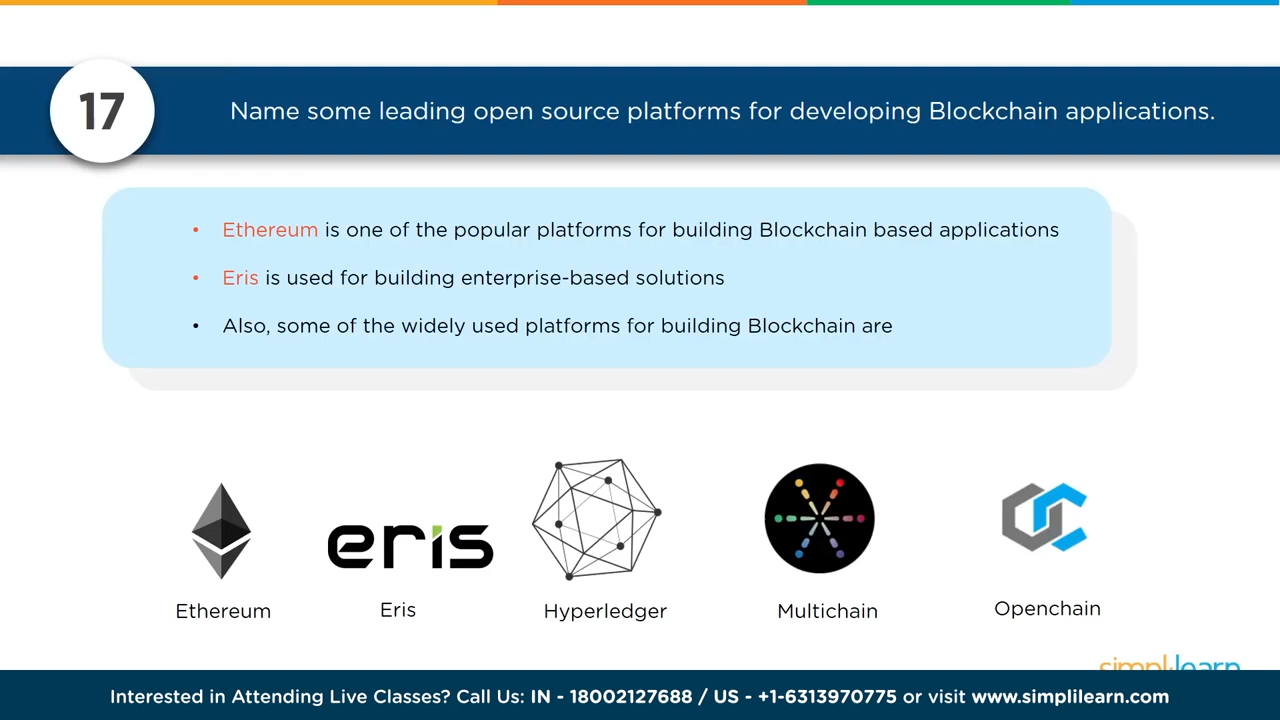 17
Name some leading open source platforms for developing Blockchain applications.
• Ethereum is one of the popular platforms for building Blockchain based applications
• Eris is used for building enterprise-based solutions
• Also, some of the widely used platforms for building Blockchain are
eris
Ethereum
Eris
Hyperledger
Multichain
Openchain
simplilearn
Interested in Attending Live Classes? Call Us: IN - 18002127688 / US - +1-6313970775 or visit www.simplilearn.com